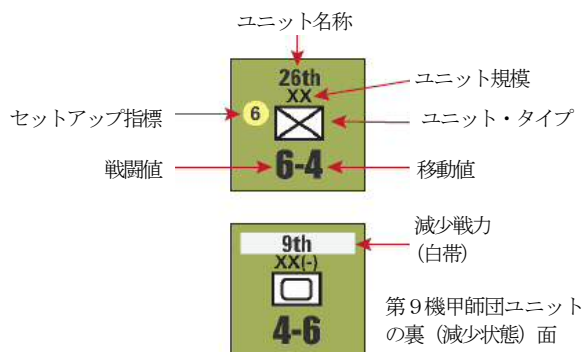 ユニット名称
26th
XX
ユニット規模
セットアップ指標
6
ユニット・タイプ
戦闘値
6-4
移動値
9th
減少戦力
（白帯）
XX(-)
4-6
第９機甲師団ユニット
の裏（減少状態）面